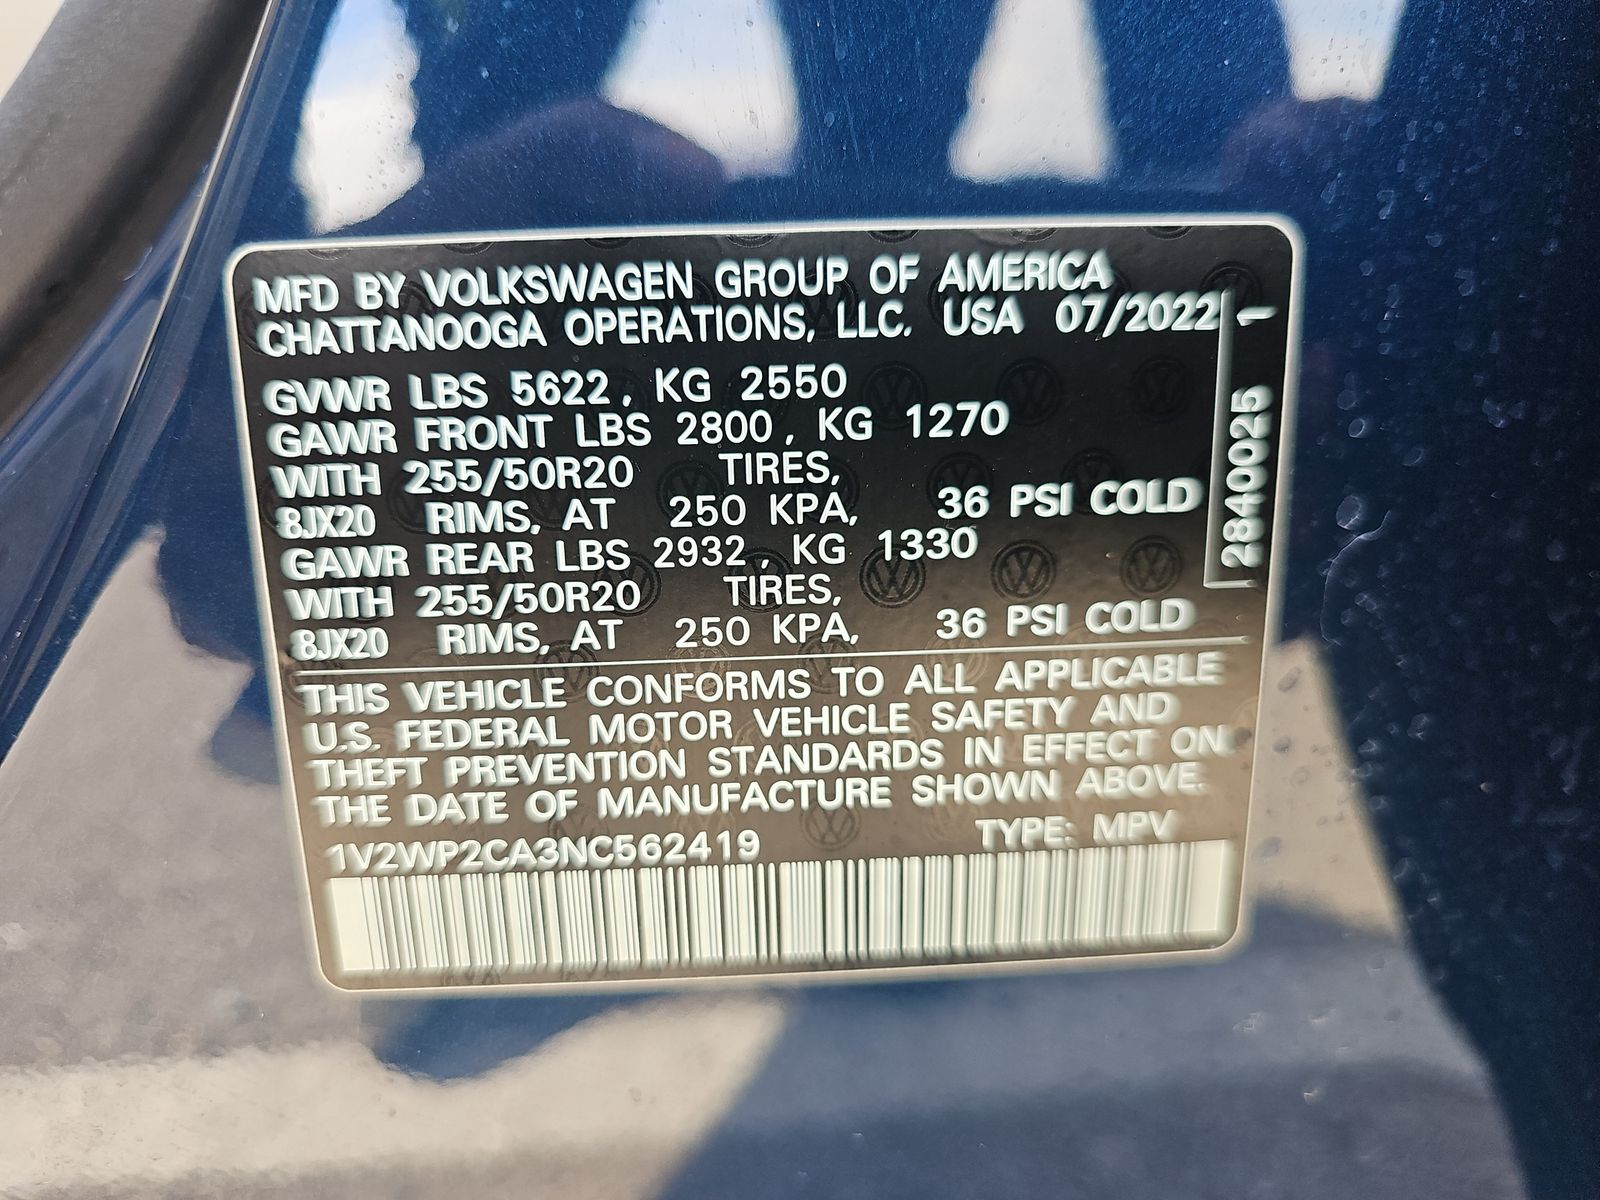 MFD BY VOLKSWAGEN GROUP OF AMERICA
CHATTANOOGA OPERATIONS, LLC. USA 07/2022
GVWR LBS 5622, KG 2550
GAWR FRONT LBS 2800, KG 1270
WITH 255/50R20 TIRES,
8JX20 RIMS, AT 250 KPA, 36 PSI COLD
GAWR REAR LBS 2932, KG 1330
WITH 255/50R20 TIRES,
8JX20 RIMS, AT 250 KPA, 36 PSI COLD
THIS VEHICLE CONFORMS TO ALL APPLICABLE
U.S. FEDERAL MOTOR VEHICLE SAFETY AND
THEFT PREVENTION STANDARDS IN EFFECT ON
THE DATE OF MANUFACTURE SHOWN ABOVE.
1V2WP2CA3NC562419 TYPE: MPV
2840025 1